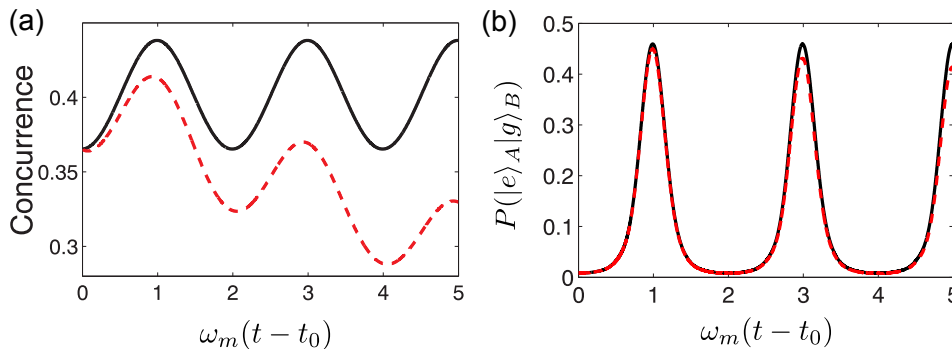 (a)
Concurrence
0.4
0.35
0.3
0 1 2 3 4 5
ω_m(t − t_0)
(b)
P(|e⟩_A|g⟩_B)
0.5
0.4
0.3
0.2
0.1
0
0 1 2 3 4 5
ω_m(t − t_0)